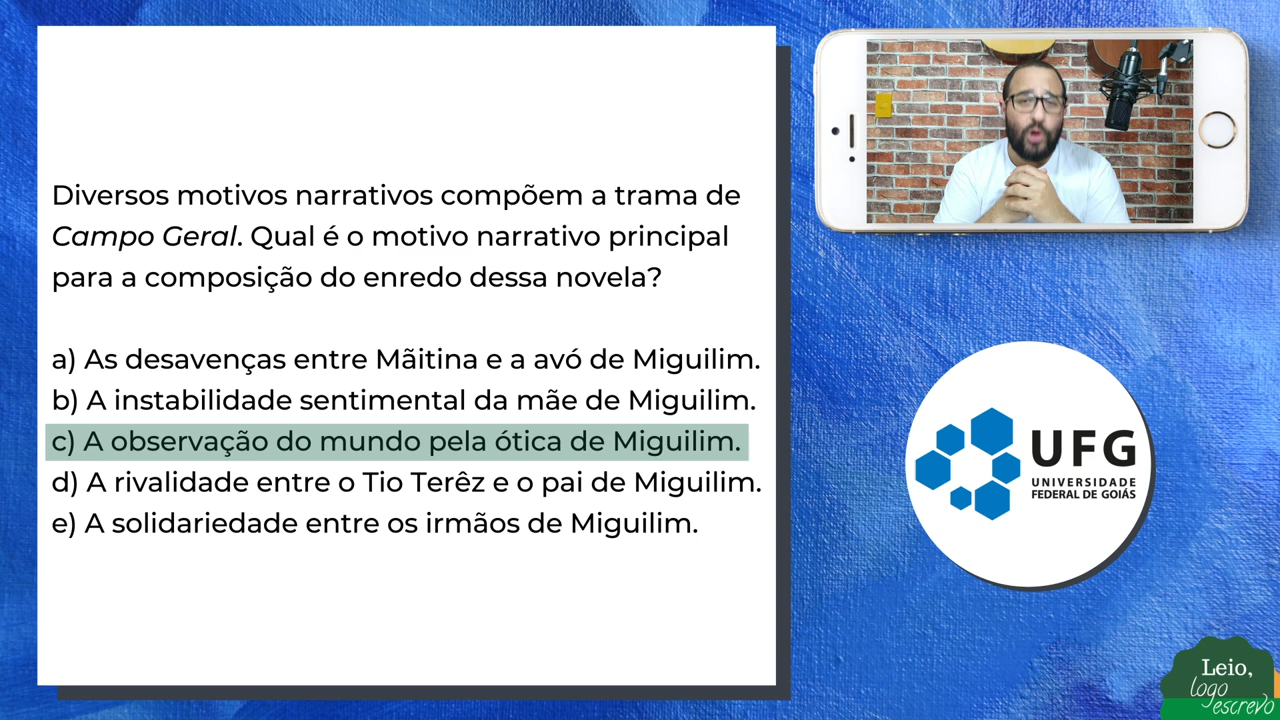 Diversos motivos narrativos compõem a trama de
Campo Geral. Qual é o motivo narrativo principal
para a composição do enredo dessa novela?
a) As desavenças entre Mãitina e a avó de Miguilim.
b) A instabilidade sentimental da mãe de Miguilim.
c) A observação do mundo pela ótica de Miguilim.
d) A rivalidade entre o Tio Terêz e o pai de Miguilim.
e) A solidariedade entre os irmãos de Miguilim.
UFG
UNIVERSIDADE
FEDERAL DE GOIÁS
Leio,
logo
escrevo